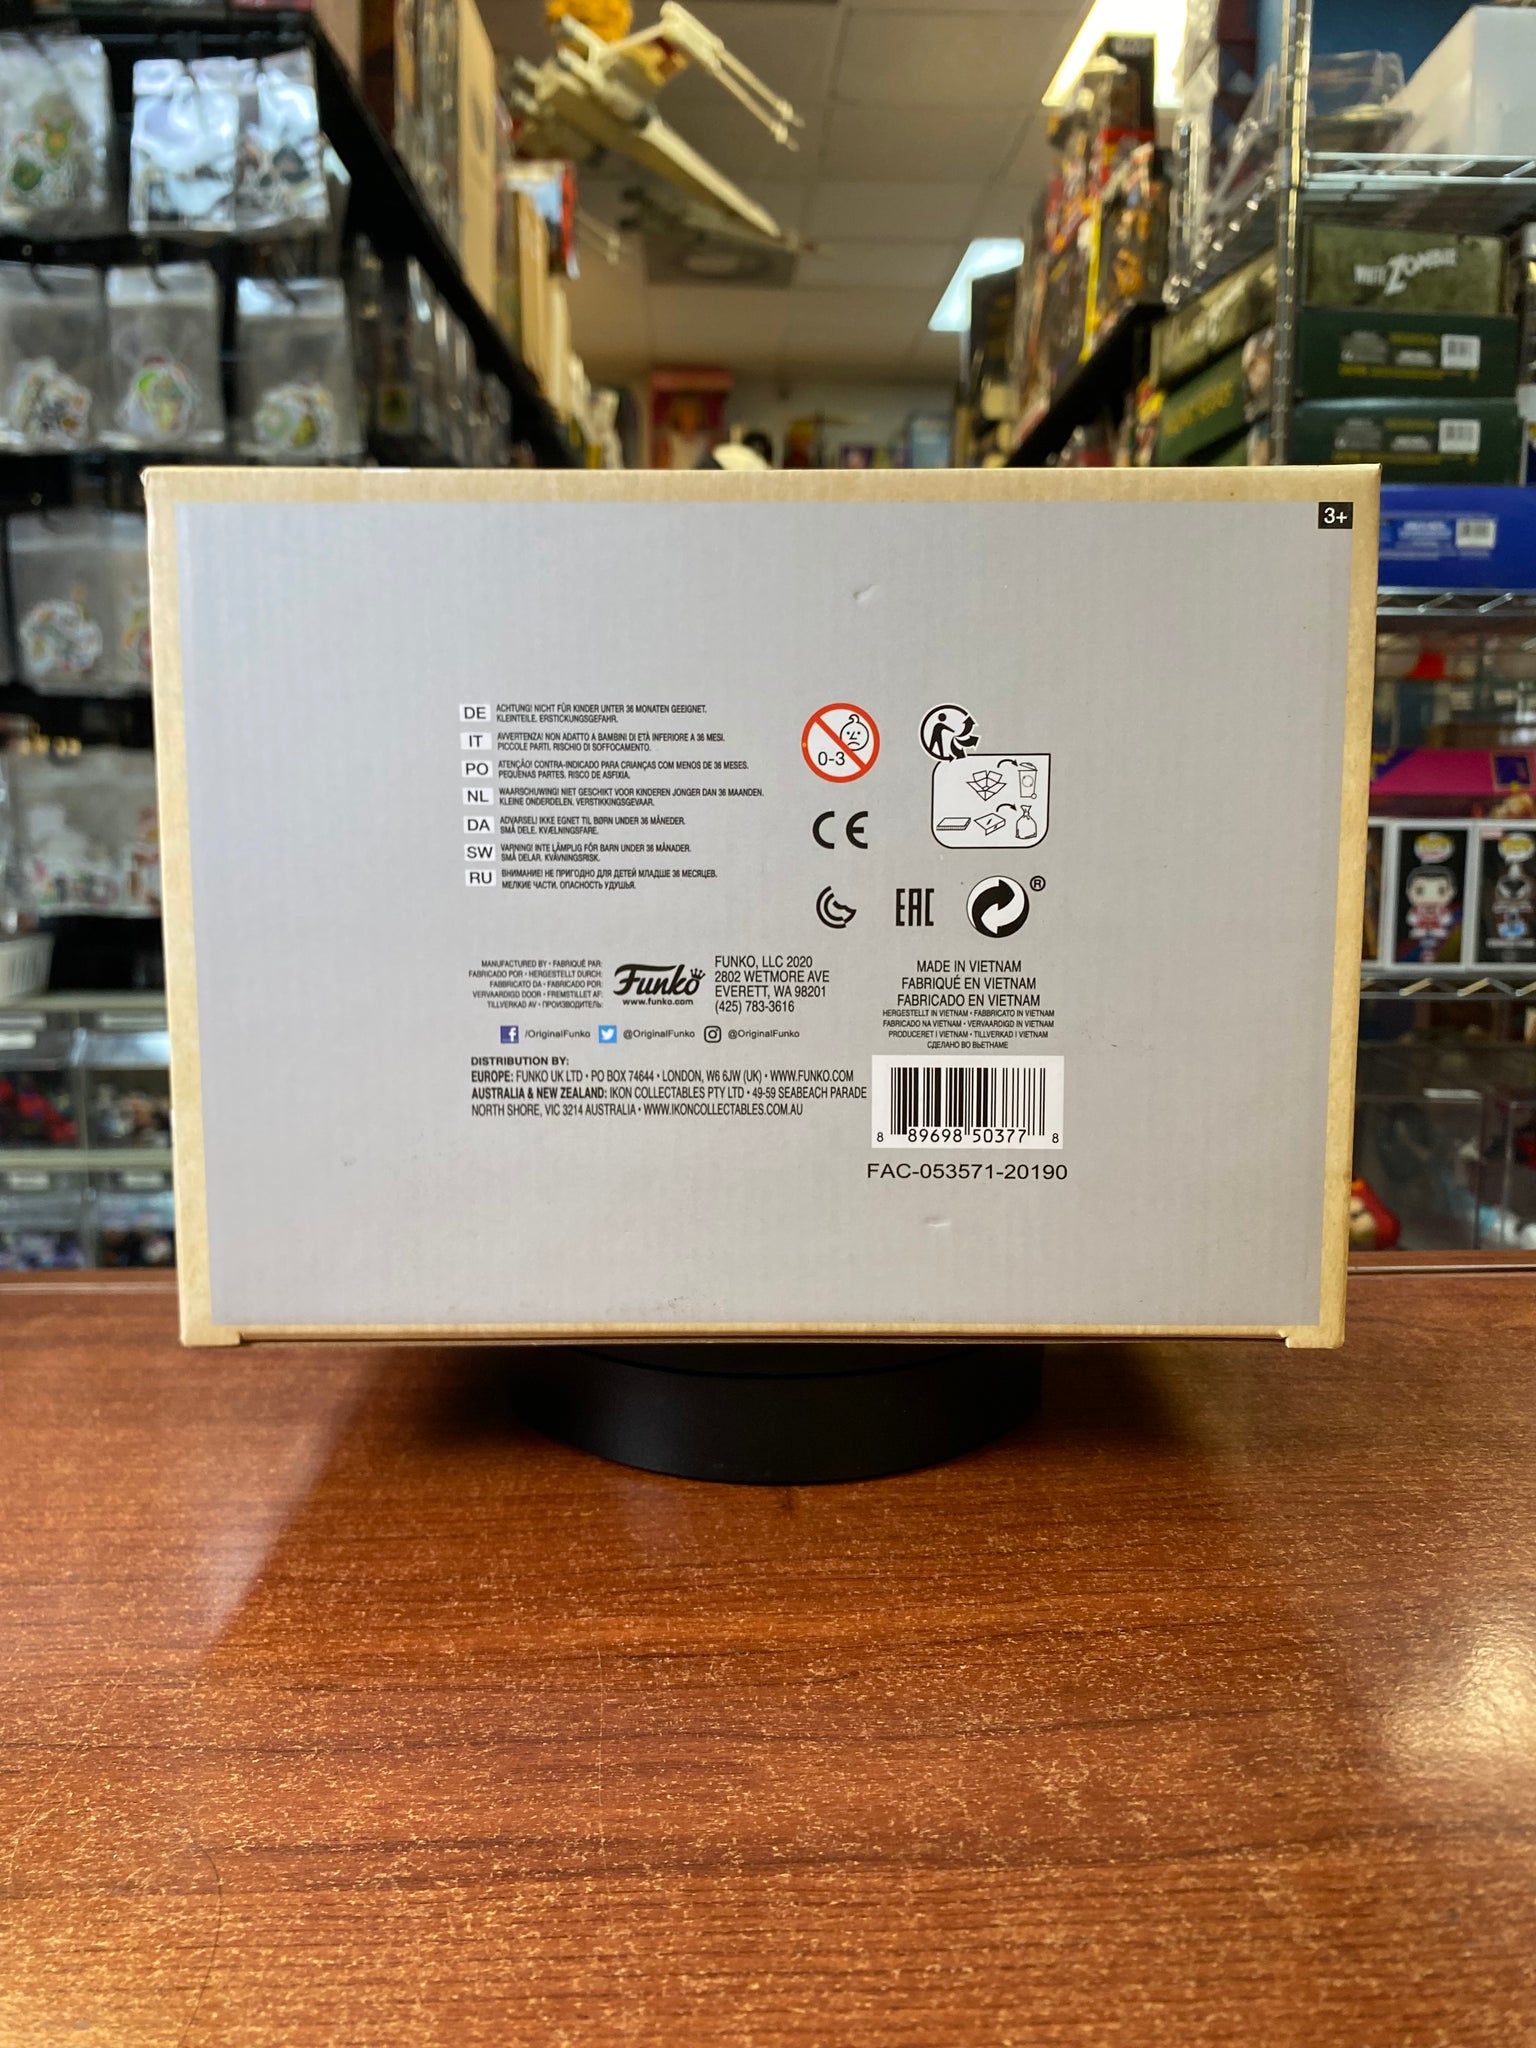 WHITE ZOMBIE
3+
DE ACHTUNG! NICHT FÜR KINDER UNTER 36 MONATEN GEEIGNET.
KLEINTEILE. ERSTICKUNGSGEFAHR.
IT AVVERTENZA! NON ADATTO A BAMBINI DI ETÀ INFERIORE A 36 MESI.
PICCOLE PARTI. RISCHIO DI SOFFOCAMENTO.
PO ATENÇÃO! CONTRA-INDICADO PARA CRIANÇAS COM MENOS DE 36 MESES.
PEQUENAS PARTES. RISCO DE ASFIXIA.
NL WAARSCHUWING! NIET GESCHIKT VOOR KINDEREN JONGER DAN 36 MAANDEN.
KLEINE ONDERDELEN. VERSTIKKINGSGEVAAR.
DA ADVARSEL! IKKE EGNET TIL BØRN UNDER 36 MÅNEDER.
SMÅ DELE. KVÆLNINGSFARE.
SW VARNING! INTE LÄMPLIG FÖR BARN UNDER 36 MÅNADER.
SMÅ DELAR. KVÄVNINGSRISK.
RU ВНИМАНИЕ! НЕ ПРИГОДНО ДЛЯ ДЕТЕЙ МЛАДШЕ 36 МЕСЯЦЕВ.
МЕЛКИЕ ЧАСТИ. ОПАСНОСТЬ УДУШЬЯ.
0-3
CE
EAC
®
MANUFACTURED BY • FABRIQUÉ PAR:
FABRICADO POR • HERGESTELLT DURCH:
FABBRICATO DA • FABRICADO POR:
VERVAARDIGD DOOR • FREMSTILLET AF:
TILLVERKAD AV • ПРОИЗВОДИТЕЛЬ:
Funko
www.funko.com
FUNKO, LLC 2020
2802 WETMORE AVE
EVERETT, WA 98201
(425) 783-3616
/OriginalFunko @OriginalFunko @OriginalFunko
MADE IN VIETNAM
FABRIQUÉ EN VIETNAM
FABRICADO EN VIETNAM
HERGESTELLT IN VIETNAM • FABBRICATO IN VIETNAM
FABRICADO NA VIETNAM • VERVAARDIGD IN VIETNAM
PRODUCERET I VIETNAM • TILLVERKAD I VIETNAM
СДЕЛАНО ВО ВЬЕТНАМЕ
DISTRIBUTION BY:
EUROPE: FUNKO UK LTD • PO BOX 74644 • LONDON, W6 6JW (UK) • WWW.FUNKO.COM
AUSTRALIA & NEW ZEALAND: IKON COLLECTABLES PTY LTD • 49-59 SEABEACH PARADE
NORTH SHORE, VIC 3214 AUSTRALIA • WWW.IKONCOLLECTABLES.COM.AU
8 89698 50377 8
FAC-053571-20190